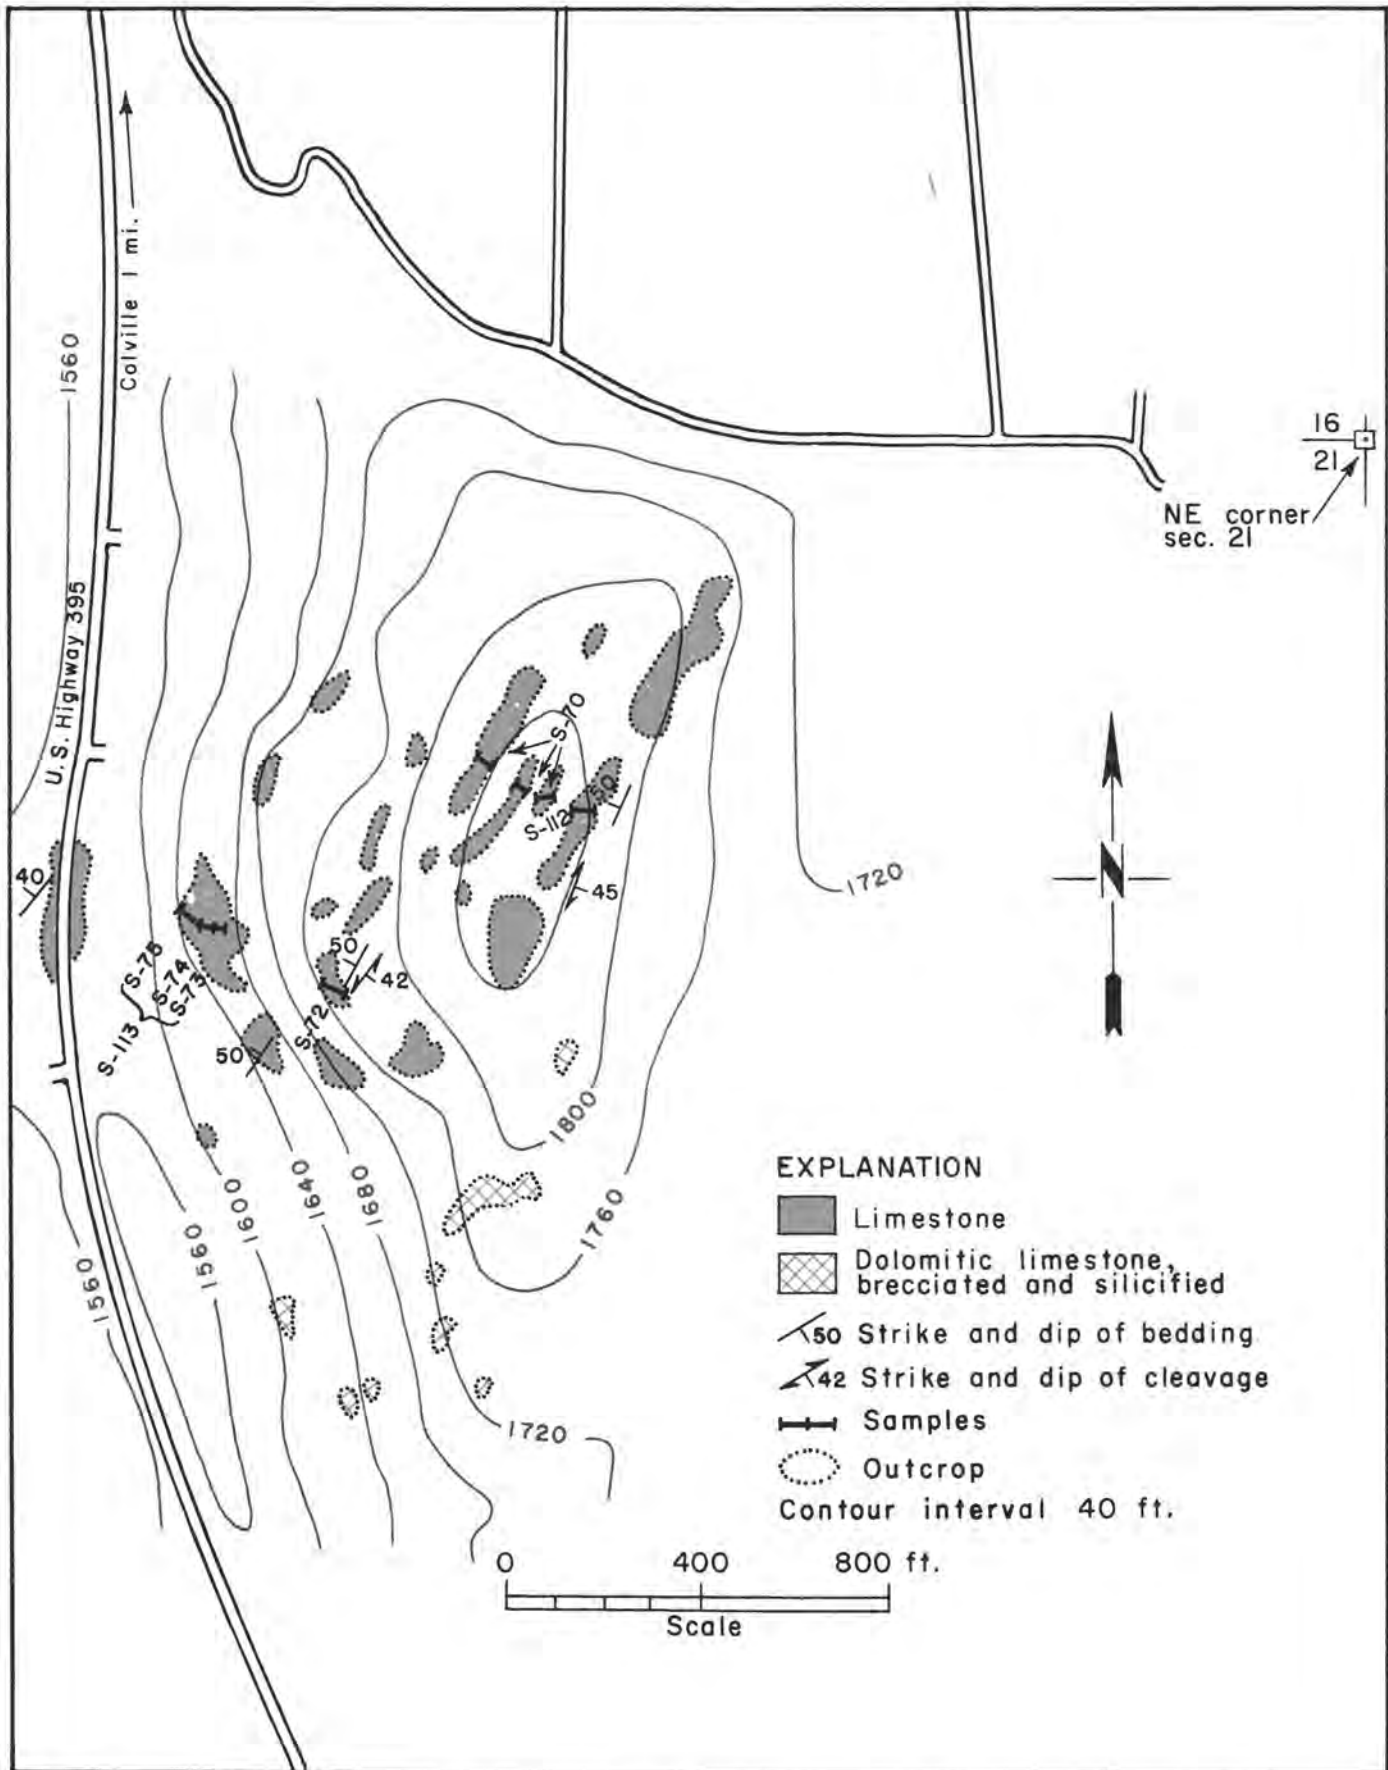 Colville 1 mi.
1560
16
21
NE corner
sec. 21
U.S. Highway 395
S-70
50
S-112
40
1720
45
50
42
S-75
S-74
S-73
S-113
S-72
50
1800
1600
1640
1680
1760
1560
1560
1720
N
EXPLANATION
Limestone
Dolomitic limestone,
brecciated and silicified
50 Strike and dip of bedding
42 Strike and dip of cleavage
Samples
Outcrop
Contour interval 40 ft.
0 400 800 ft.
Scale